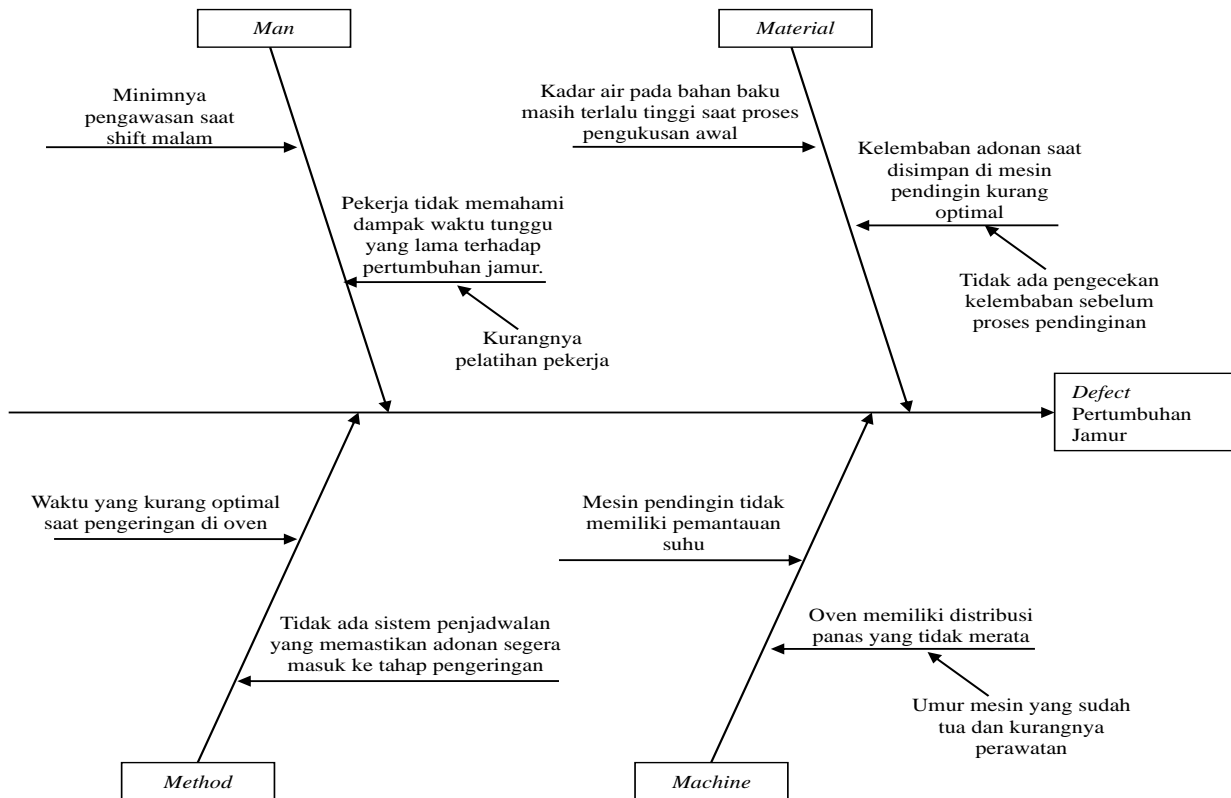 Man
Material
Minimnya
pengawasan saat
shift malam
Kadar air pada bahan baku
masih terlalu tinggi saat proses
pengukusan awal
Kelembaban adonan saat
disimpan di mesin
pendingin kurang
optimal
Pekerja tidak memahami
dampak waktu tunggu
yang lama terhadap
pertumbuhan jamur.
Tidak ada pengecekan
kelembaban sebelum
proses pendinginan
Kurangnya
pelatihan pekerja
Defect
Pertumbuhan
Jamur
Waktu yang kurang optimal
saat pengeringan di oven
Mesin pendingin tidak
memiliki pemantauan
suhu
Tidak ada sistem penjadwalan
yang memastikan adonan segera
masuk ke tahap pengeringan
Oven memiliki distribusi
panas yang tidak merata
Umur mesin yang sudah
tua dan kurangnya
perawatan
Method
Machine